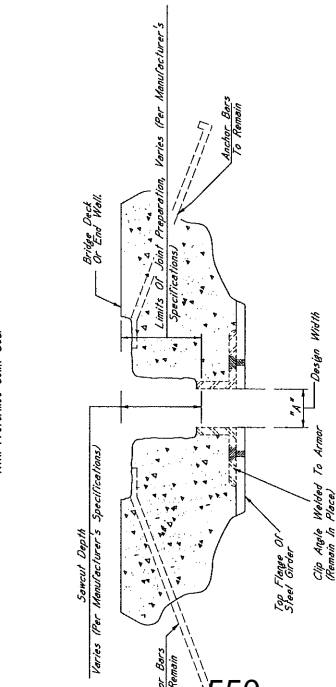 Sawcut Depth
Varies (Per Manufacturer's Specifications)
Bridge Deck
Or End Wall.
Limits Of Joint Preparation, Varies (Per Manufacturer's
Specifications)
Anchor Bars
To Remain
Bars
Remain
Top Flange Of
Steel Girder
Clip Angle Welded To Armor
(Remain In Place)
"A"
Design Width